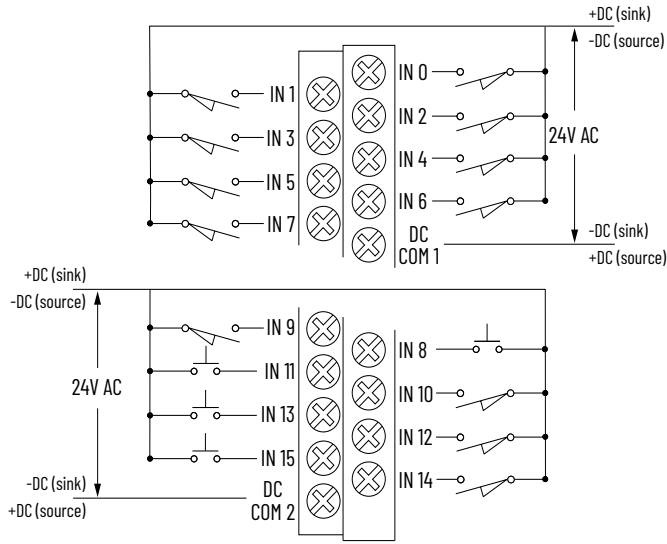 +DC (sink)
-DC (source)
IN 0
IN 1
IN 2
IN 3
24V AC
IN 4
IN 5
IN 6
IN 7
DC
COM 1
-DC (sink)
+DC (source)
+DC (sink)
-DC (source)
IN 9
IN 8
IN 11
24V AC
IN 10
IN 13
IN 12
IN 15
IN 14
-DC (sink)
+DC (source)
DC
COM 2